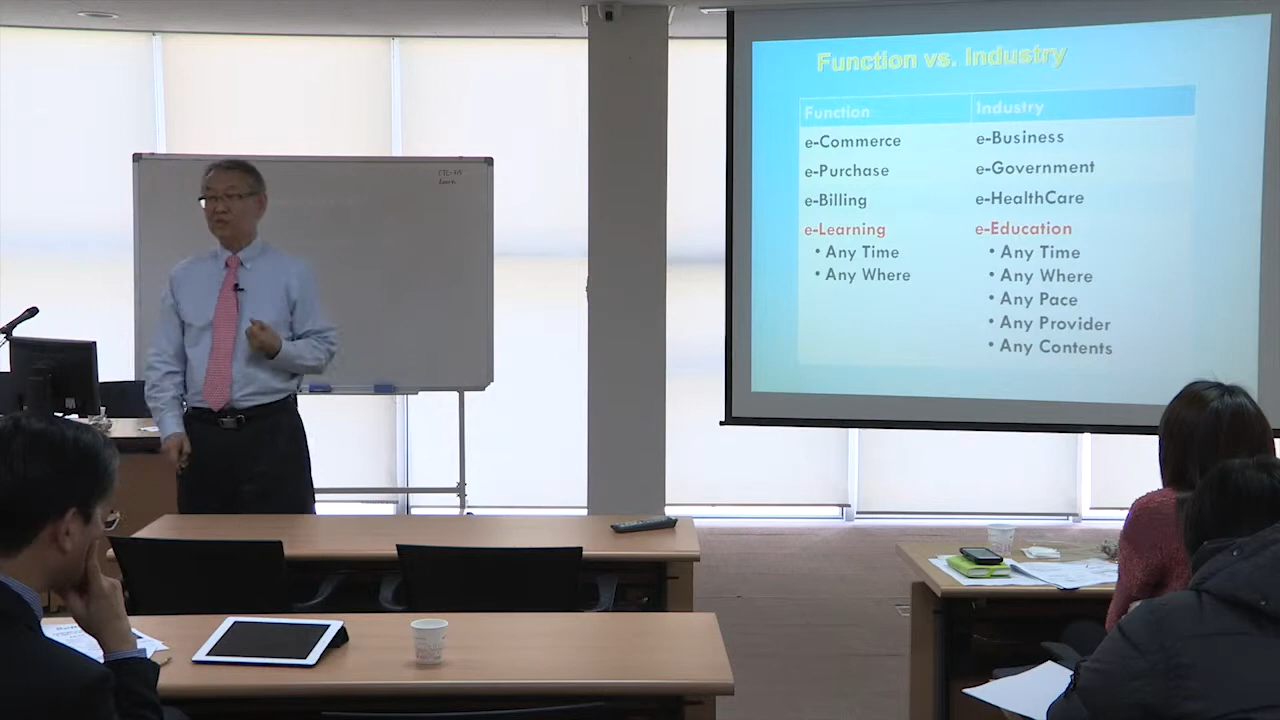 Function vs. Industry
Function Industry
e-Commerce e-Business
e-Purchase e-Government
e-Billing e-HealthCare
e-Learning e-Education
• Any Time • Any Time
• Any Where • Any Where
• Any Pace
• Any Provider
• Any Contents